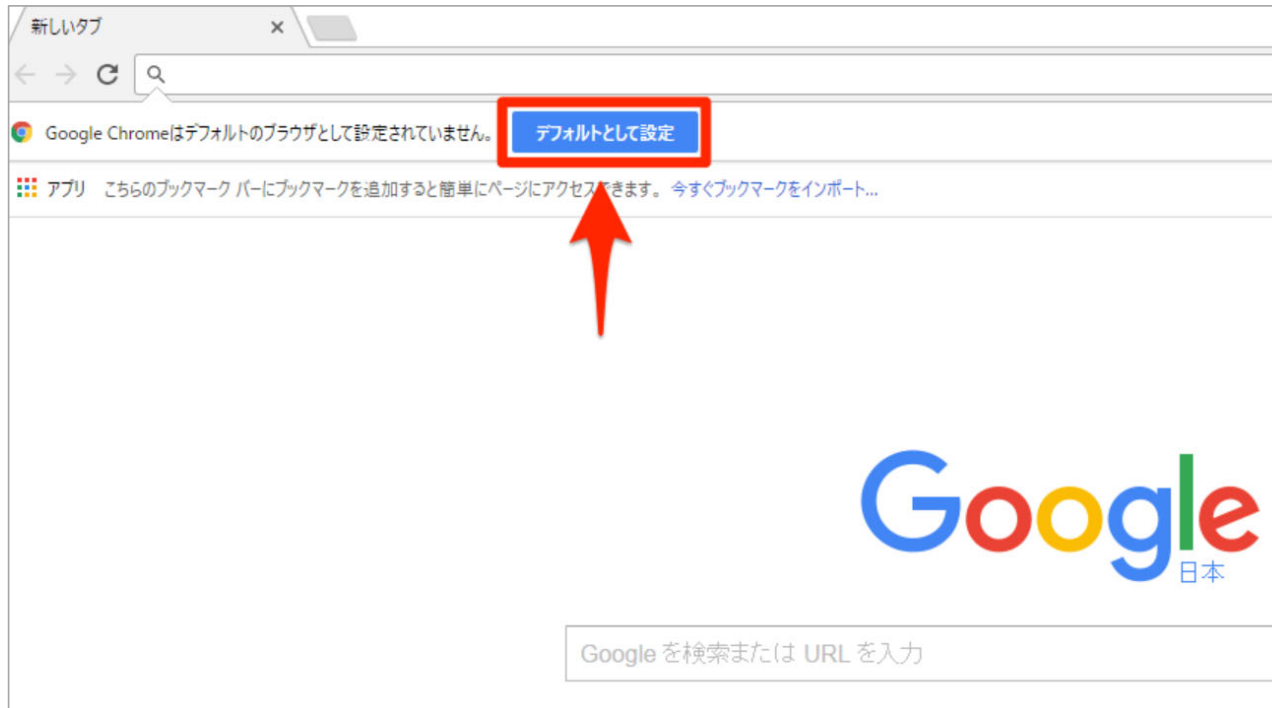 新しいタブ
Google Chromeはデフォルトのブラウザとして設定されていません。 デフォルトとして設定
アプリ こちらのブックマーク バーにブックマークを追加すると簡単にページにアクセスできます。 今すぐブックマークをインポート...
Google
日本
Google を検索または URL を入力